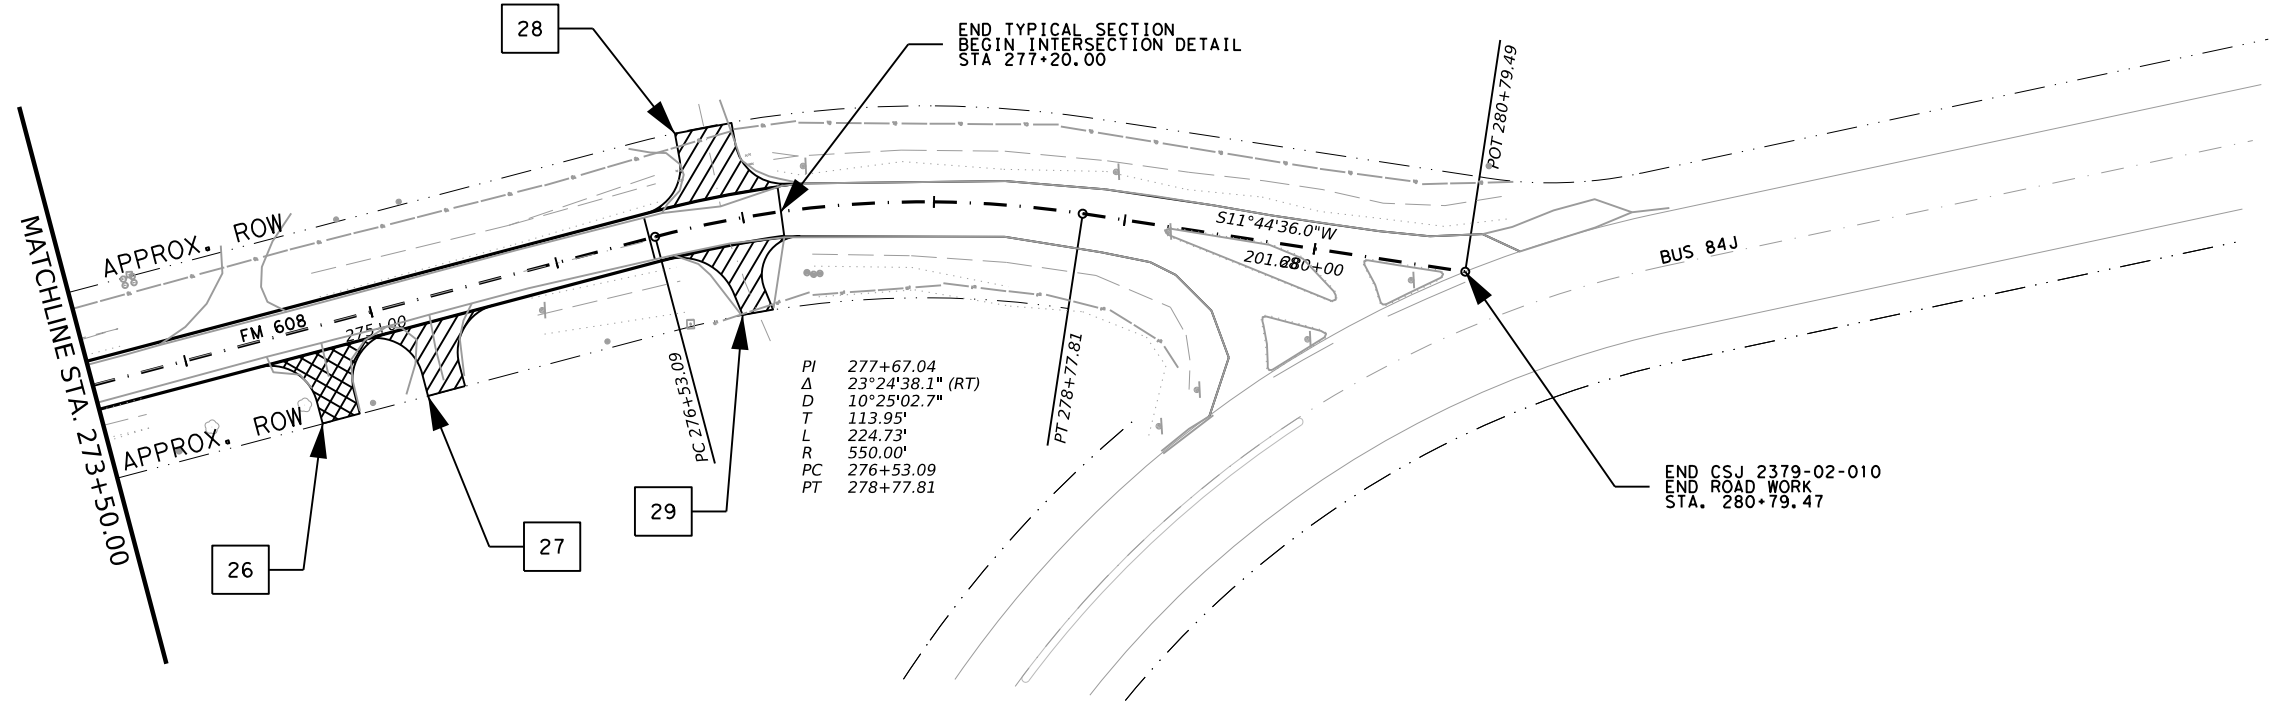 28
END TYPICAL SECTION
BEGIN INTERSECTION DETAIL
STA 277+20.00
POT 280+79.49
MATCHLINE STA. 273+50.00
APPROX. ROW
S11°44'36.0"W
201.68
280+00
BUS 84J
FM 608
275+00
APPROX. ROW
PC 276+53.09
PT 278+77.81
PI 277+67.04
Δ 23°24'38.1" (RT)
D 10°25'02.7"
T 113.95'
L 224.73'
R 550.00'
PC 276+53.09
PT 278+77.81
END CSJ 2379-02-010
END ROAD WORK
STA. 280+79.47
29
27
26